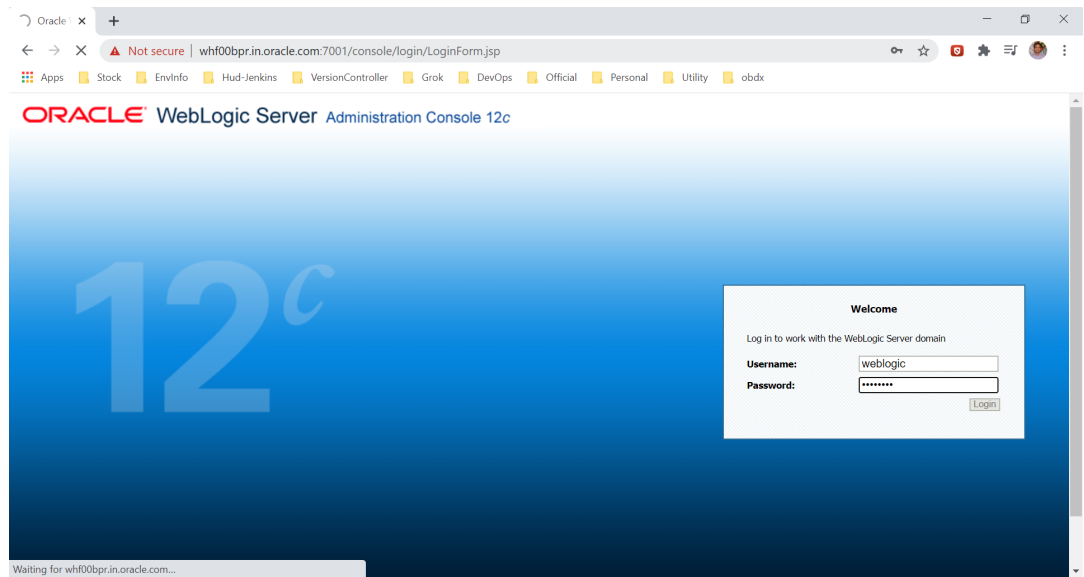 Oracle
Not secure | whf00bpr.in.oracle.com:7001/console/login/LoginForm.jsp
Apps Stock EnvInfo Hud-Jenkins VersionController Grok DevOps Official Personal Utility obdx
ORACLE WebLogic Server Administration Console 12c
12c
Welcome
Log in to work with the WebLogic Server domain
Username: weblogic
Password: ••••••••
Login
Waiting for whf00bpr.in.oracle.com...